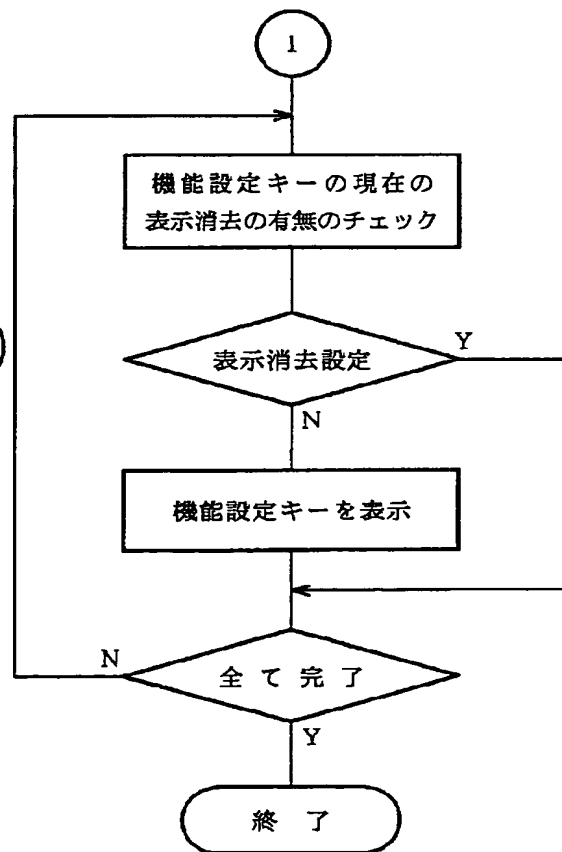 1
機能設定キーの現在の
表示消去の有無のチェック
表示消去設定
Y
N
機能設定キーを表示
N
全て完了
Y
終了